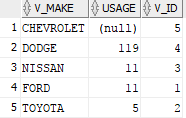 V_MAKE USAGE V_ID
1 CHEVROLET (null) 5
2 DODGE 119 4
3 NISSAN 11 3
4 FORD 11 1
5 TOYOTA 5 2